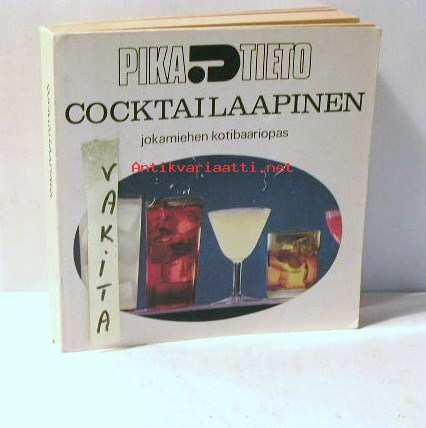 PIKA TIETO
COCKTAILAAPINEN
jokamiehen kotibaariopas
Antikvariaatti.net
VAKITA